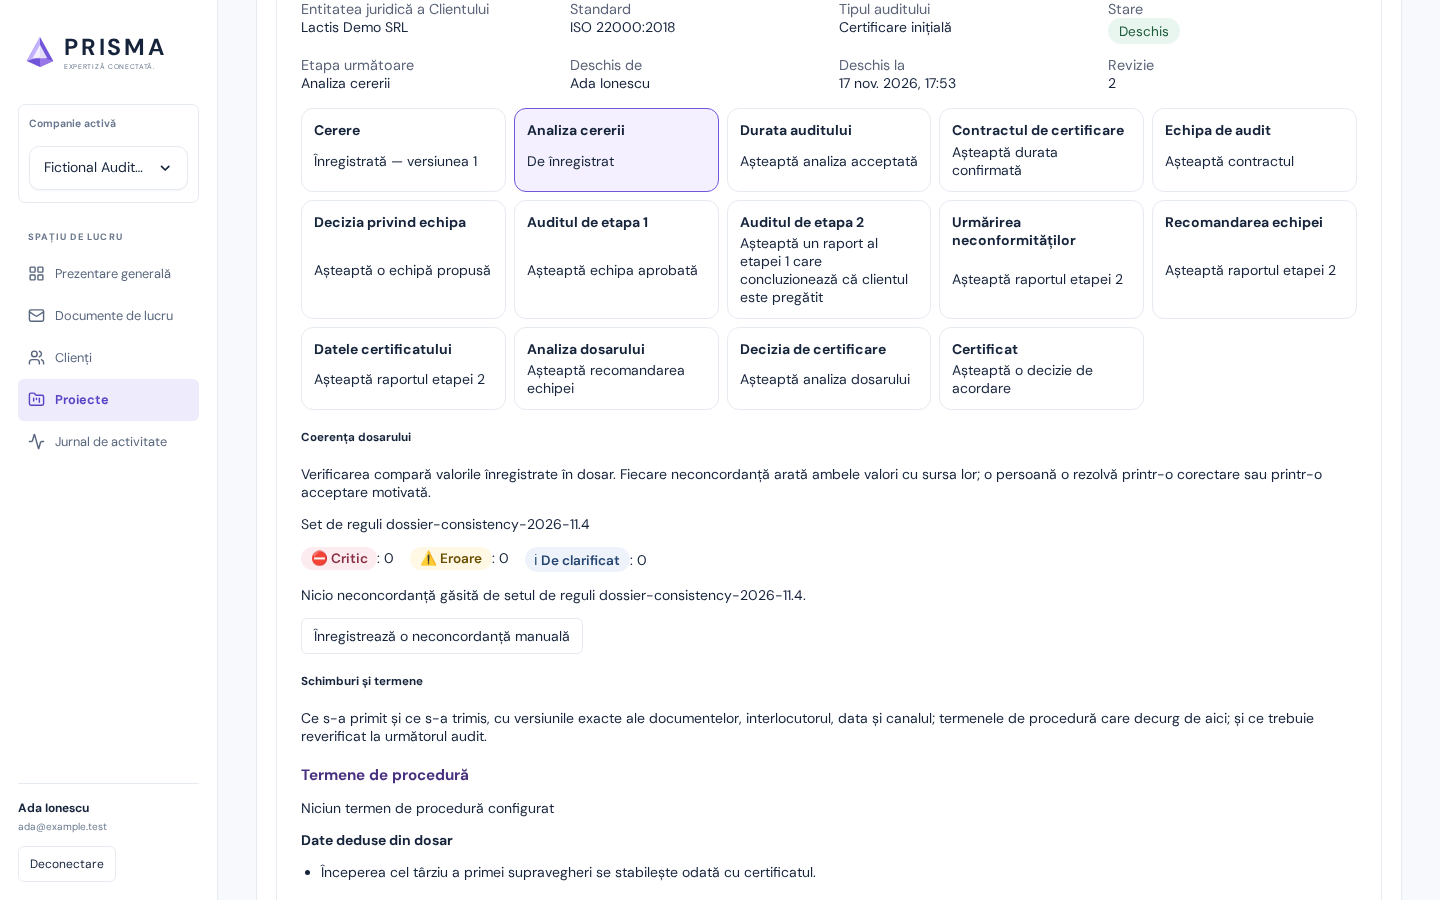 PRISMA
EXPERTIZĂ CONECTATĂ.
Companie activă
Fictional Audit...
SPAȚIU DE LUCRU
Prezentare generală
Documente de lucru
Clienți
Proiecte
Jurnal de activitate
Ada Ionescu
ada@example.test
Deconectare
Entitatea juridică a Clientului
Lactis Demo SRL
Standard
ISO 22000:2018
Tipul auditului
Certificare inițială
Stare
Deschis
Etapa următoare
Analiza cererii
Deschis de
Ada Ionescu
Deschis la
17 nov. 2026, 17:53
Revizie
2
Cerere
Înregistrată — versiunea 1
Analiza cererii
De înregistrat
Durata auditului
Așteaptă analiza acceptată
Contractul de certificare
Așteaptă durata
confirmată
Echipa de audit
Așteaptă contractul
Decizia privind echipa
Așteaptă o echipă propusă
Auditul de etapa 1
Așteaptă echipa aprobată
Auditul de etapa 2
Așteaptă un raport al
etapei 1 care
concluzionează că clientul
este pregătit
Urmărirea
neconformităților
Așteaptă raportul etapei 2
Recomandarea echipei
Așteaptă raportul etapei 2
Datele certificatului
Așteaptă raportul etapei 2
Analiza dosarului
Așteaptă recomandarea
echipei
Decizia de certificare
Așteaptă analiza dosarului
Certificat
Așteaptă o decizie de
acordare
Coerența dosarului
Verificarea compară valorile înregistrate în dosar. Fiecare neconcordanță arată ambele valori cu sursa lor; o persoană o rezolvă printr-o corectare sau printr-o
acceptare motivată.
Set de reguli dossier-consistency-2026-11.4
⛔ Critic : 0 ⚠️ Eroare : 0 ℹ De clarificat : 0
Nicio neconcordanță găsită de setul de reguli dossier-consistency-2026-11.4.
Înregistrează o neconcordanță manuală
Schimburi și termene
Ce s-a primit și ce s-a trimis, cu versiunile exacte ale documentelor, interlocutorul, data și canalul; termenele de procedură care decurg de aici; și ce trebuie
reverificat la următorul audit.
Termene de procedură
Niciun termen de procedură configurat
Date deduse din dosar
• Începerea cel târziu a primei supravegheri se stabilește odată cu certificatul.